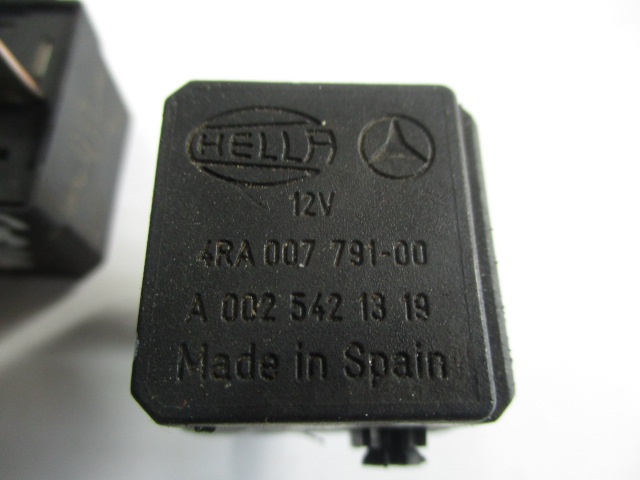 HELLA
12V
4RA 007 791-00
A 002 542 13 19
Made in Spain